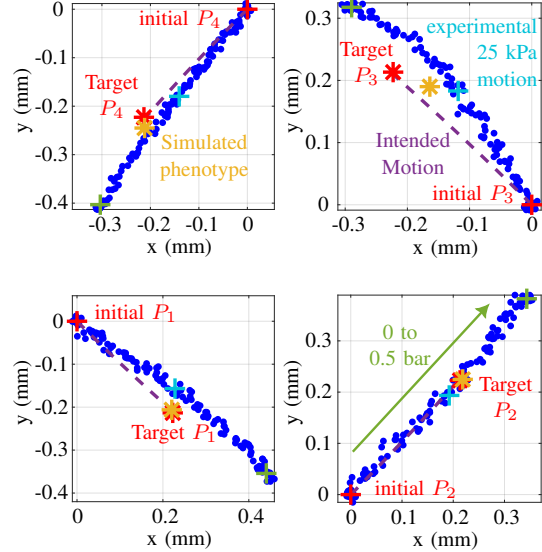 initial P₄
Target
P₄
Simulated
phenotype
0
-0.1
-0.2
-0.3
-0.4
y (mm)
-0.3
-0.2
-0.1
0
x (mm)
experimental
25 kPa
motion
Target
P₃
Intended
Motion
initial P₃
0.3
0.2
0.1
0
y (mm)
-0.3
-0.2
-0.1
0
x (mm)
initial P₁
Target P₁
0
-0.1
-0.2
-0.3
-0.4
y (mm)
0
0.2
0.4
x (mm)
0 to
0.5 bar
Target
P₂
initial P₂
0.3
0.2
0.1
0
y (mm)
0
0.1
0.2
0.3
x (mm)